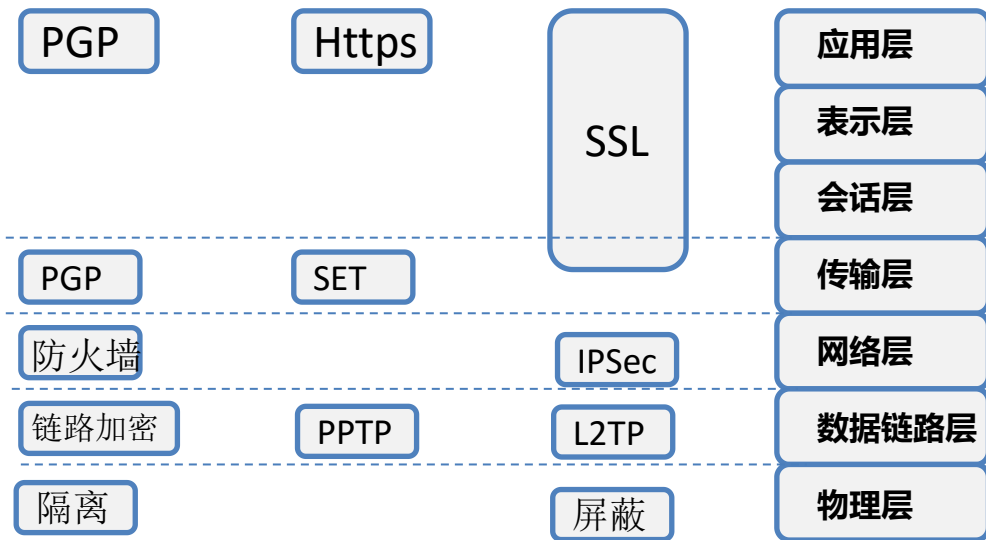 PGP
Https
应用层
表示层
SSL
会话层
PGP
SET
传输层
防火墙
IPSec
网络层
链路加密
PPTP
L2TP
数据链路层
隔离
屏蔽
物理层